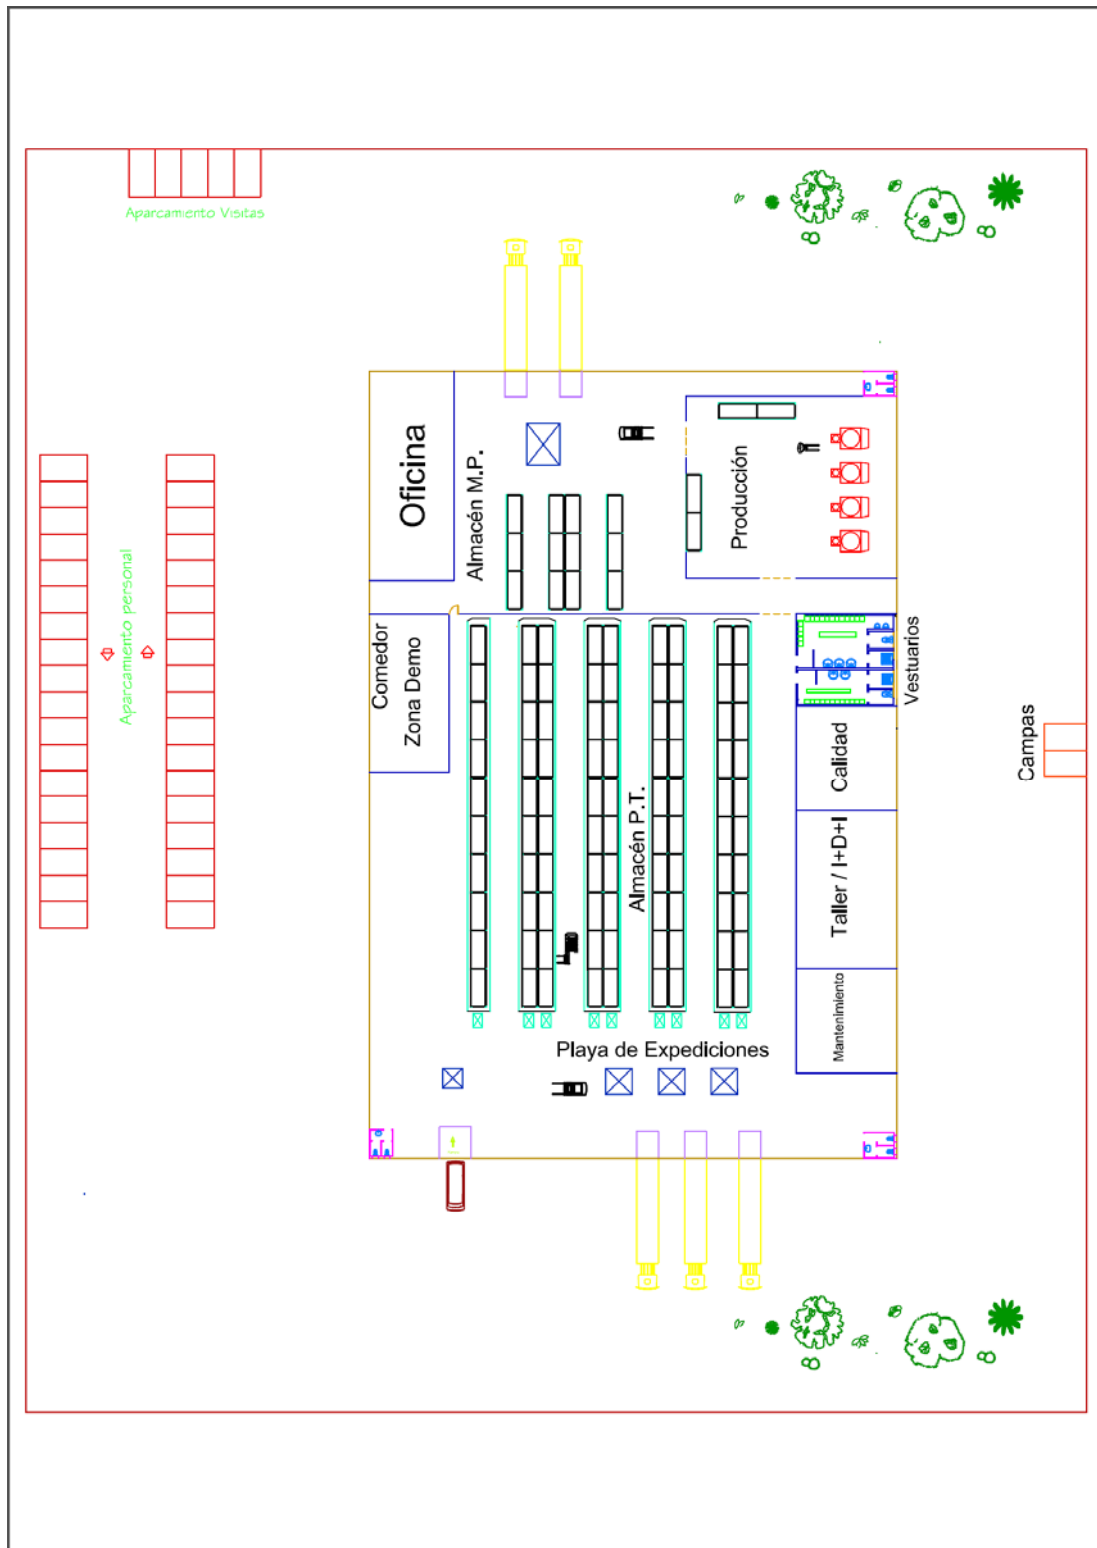 Aparcamiento Visitas
Aparcamiento personal
Oficina
Almacén M.P.
Producción
Comedor
Zona Demo
Vestuarios
Calidad
Campas
Almacén P.T.
Taller / I+D+I
Mantenimiento
Playa de Expediciones